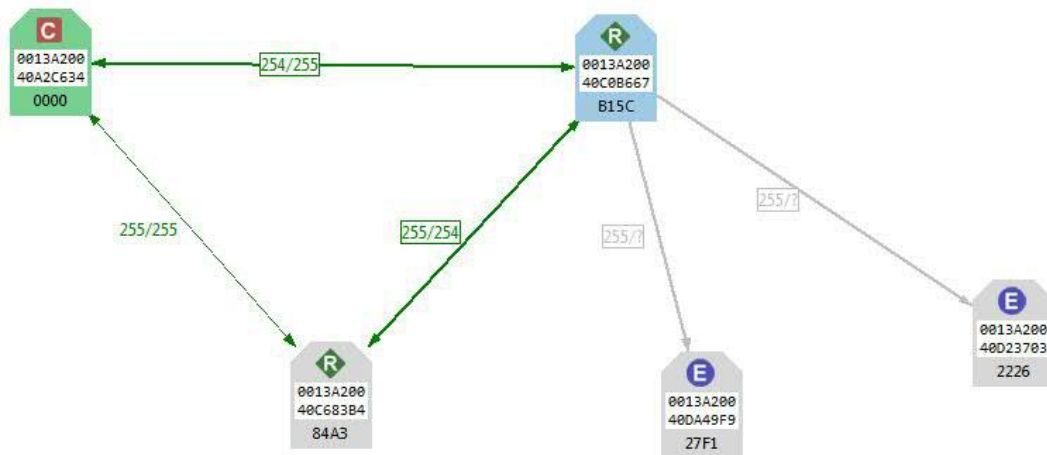 C
0013A200
40A2C634
0000
254/255
R
0013A200
40C0B667
B15C
255/255
255/254
255/?
255/?
R
0013A200
40C683B4
84A3
E
0013A200
40DA49F9
27F1
E
0013A200
40D23703
2226